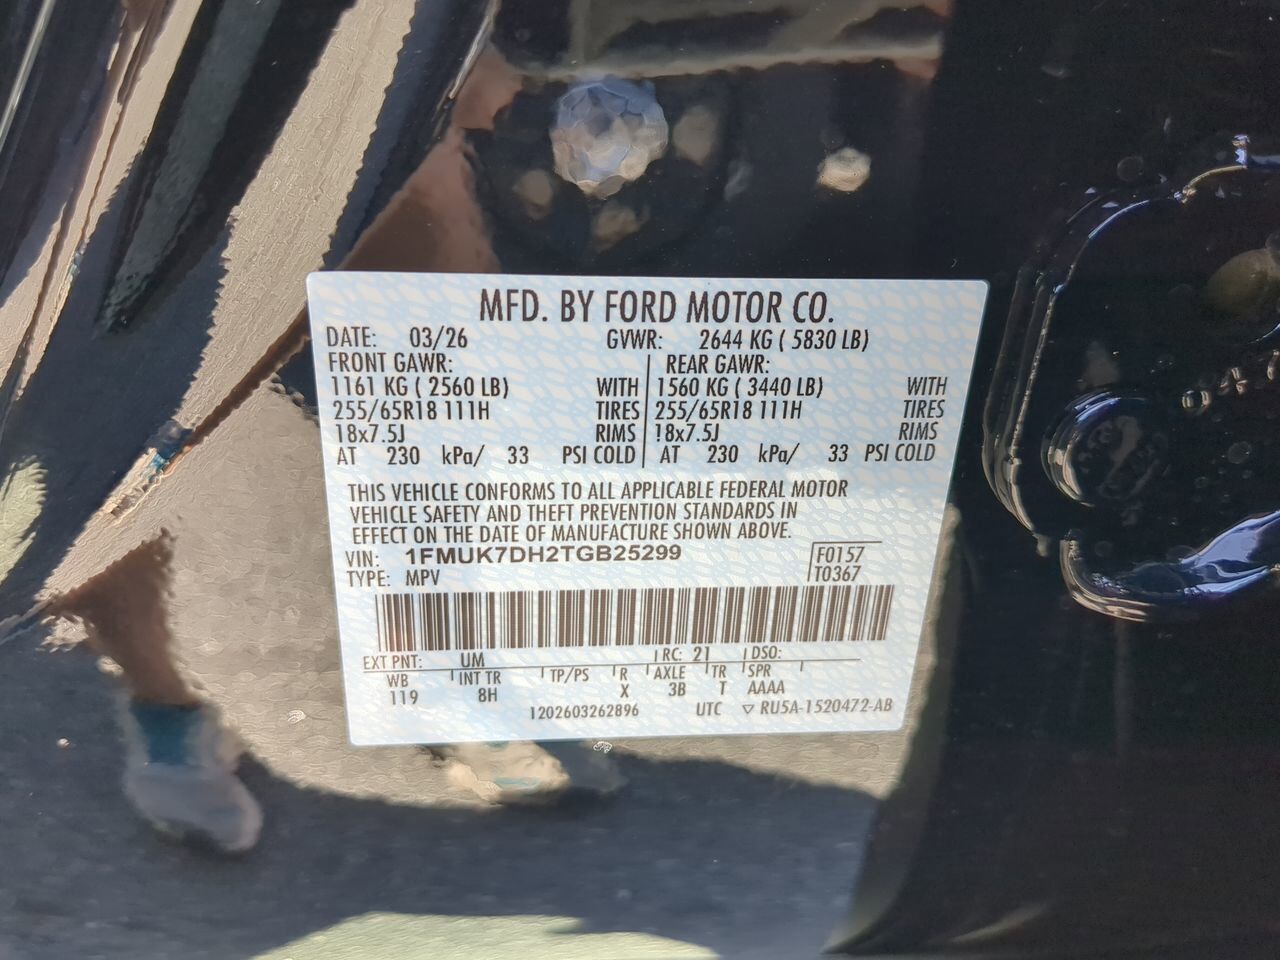 MFD. BY FORD MOTOR CO.
DATE: 03/26 GVWR: 2644 KG ( 5830 LB)
FRONT GAWR: REAR GAWR:
1161 KG ( 2560 LB) WITH 1560 KG ( 3440 LB) WITH
255/65R18 111H TIRES 255/65R18 111H TIRES
18x7.5J RIMS 18x7.5J RIMS
AT 230 kPa/ 33 PSI COLD AT 230 kPa/ 33 PSI COLD
THIS VEHICLE CONFORMS TO ALL APPLICABLE FEDERAL MOTOR
VEHICLE SAFETY AND THEFT PREVENTION STANDARDS IN
EFFECT ON THE DATE OF MANUFACTURE SHOWN ABOVE.
VIN: 1FMUK7DH2TGB25299 F0157
TYPE: MPV T0367
EXT PNT: UM RC: 21 DSO:
WB INT TR TP/PS R AXLE TR SPR
119 8H X 3B T AAAA
1202603262896 UTC ▽ RU5A-1520472-AB